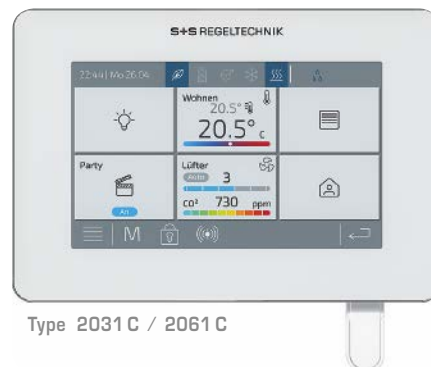 S+S REGELTECHNIK
22:44 | Mo 26.04
Wohnen
20.5°
20.5° c
Party
An
Lüfter
Auto 3
co² 730 ppm
M
Type 2031 C / 2061 C